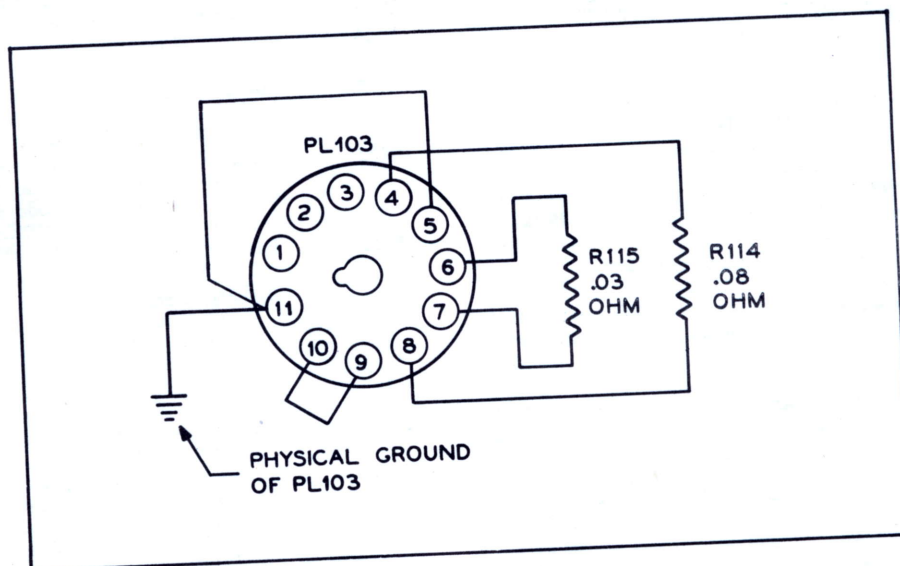 PL103
3
4
2
5
1
6
R115
.03
OHM
R114
.08
OHM
11
7
10
9
8
PHYSICAL GROUND
OF PL103